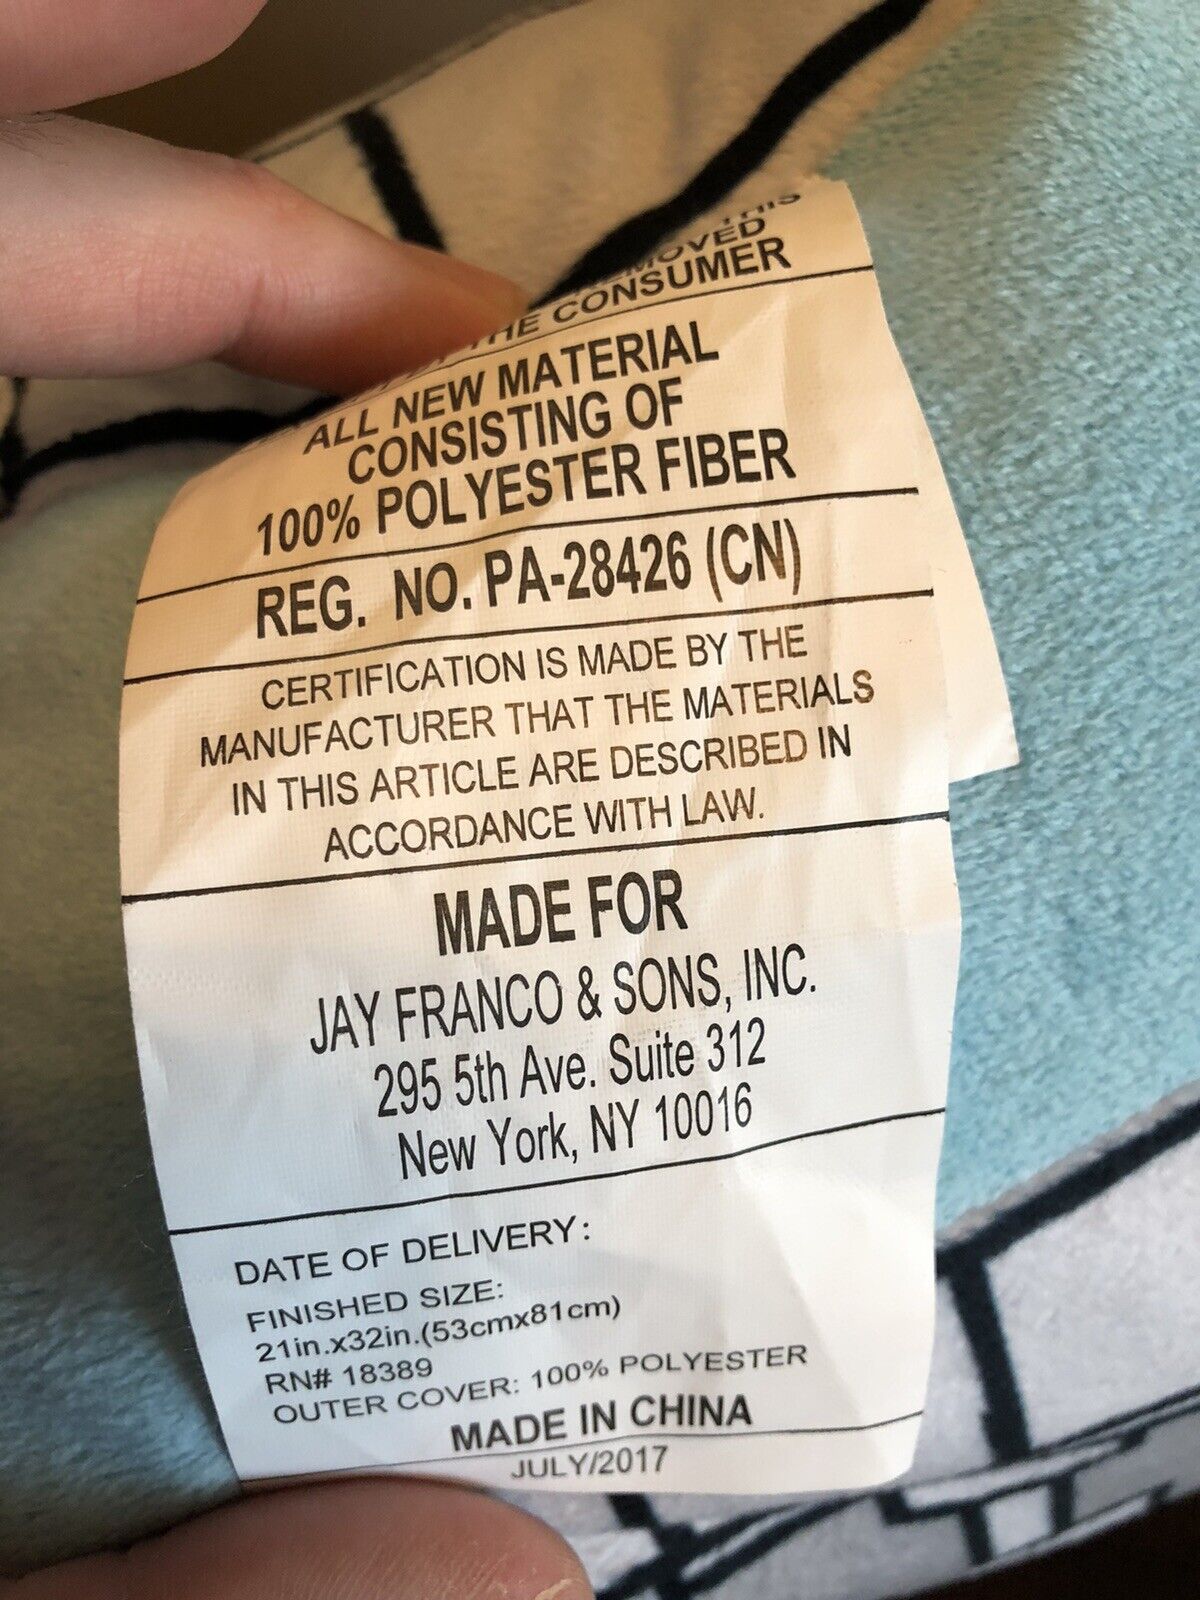 THIS
REMOVED
THE CONSUMER
ALL NEW MATERIAL
CONSISTING OF
100% POLYESTER FIBER
REG. NO. PA-28426 (CN)
CERTIFICATION IS MADE BY THE
MANUFACTURER THAT THE MATERIALS
IN THIS ARTICLE ARE DESCRIBED IN
ACCORDANCE WITH LAW.
MADE FOR
JAY FRANCO & SONS, INC.
295 5th Ave. Suite 312
New York, NY 10016
DATE OF DELIVERY:
FINISHED SIZE:
21in.x32in.(53cmx81cm)
RN# 18389
OUTER COVER: 100% POLYESTER
MADE IN CHINA
JULY/2017